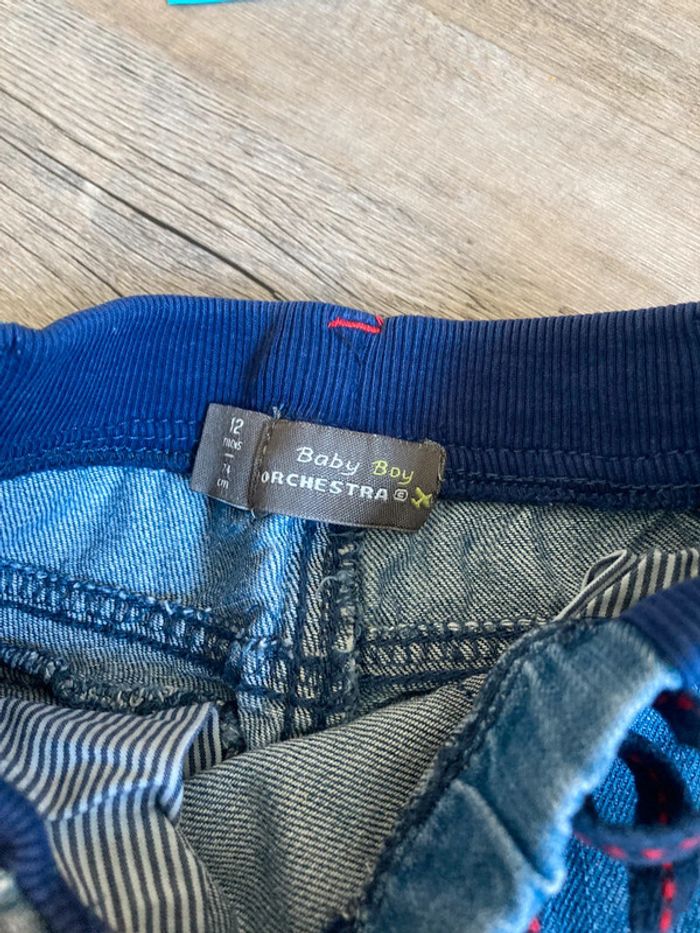 12
mois
74
cm
Baby Boy
ORCHESTRA©